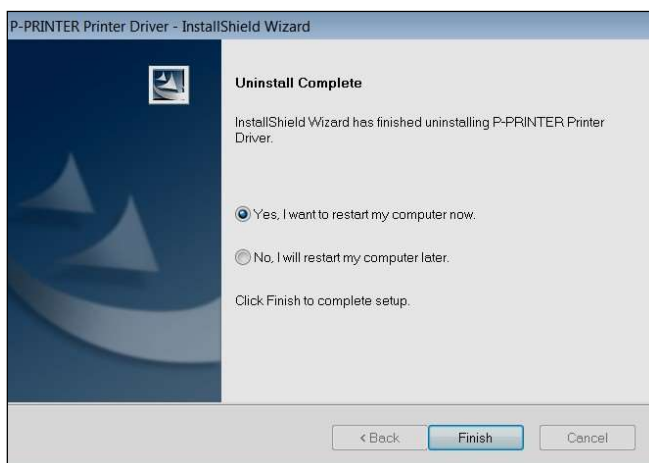 P-PRINTER Printer Driver - InstallShield Wizard
Uninstall Complete
InstallShield Wizard has finished uninstalling P-PRINTER Printer
Driver.
Yes, I want to restart my computer now.
No, I will restart my computer later.
Click Finish to complete setup.
< Back Finish Cancel